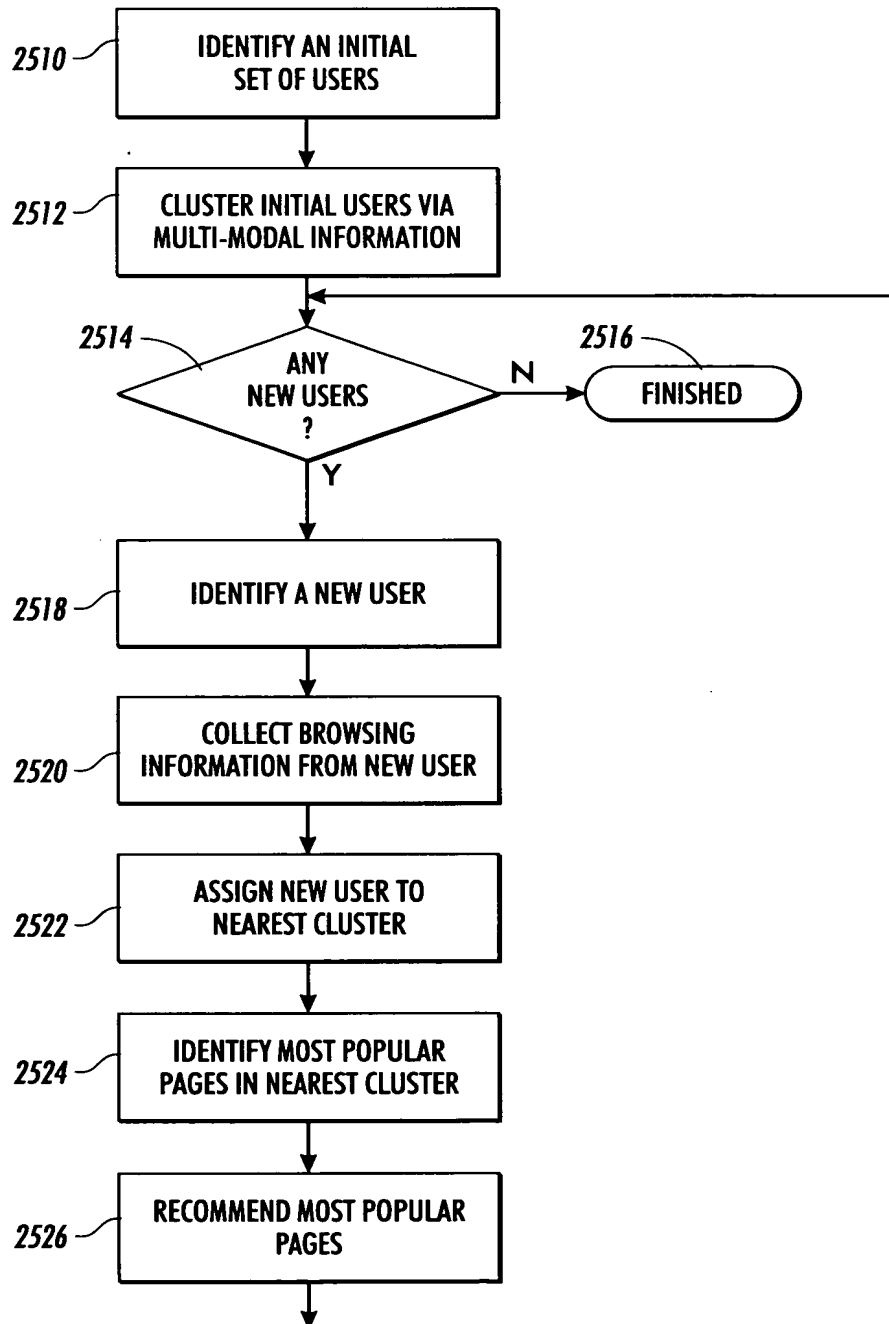 2510
IDENTIFY AN INITIAL
SET OF USERS
2512
CLUSTER INITIAL USERS VIA
MULTI-MODAL INFORMATION
2514
ANY
NEW USERS
?
N
2516
FINISHED
Y
2518
IDENTIFY A NEW USER
2520
COLLECT BROWSING
INFORMATION FROM NEW USER
2522
ASSIGN NEW USER TO
NEAREST CLUSTER
2524
IDENTIFY MOST POPULAR
PAGES IN NEAREST CLUSTER
2526
RECOMMEND MOST POPULAR
PAGES